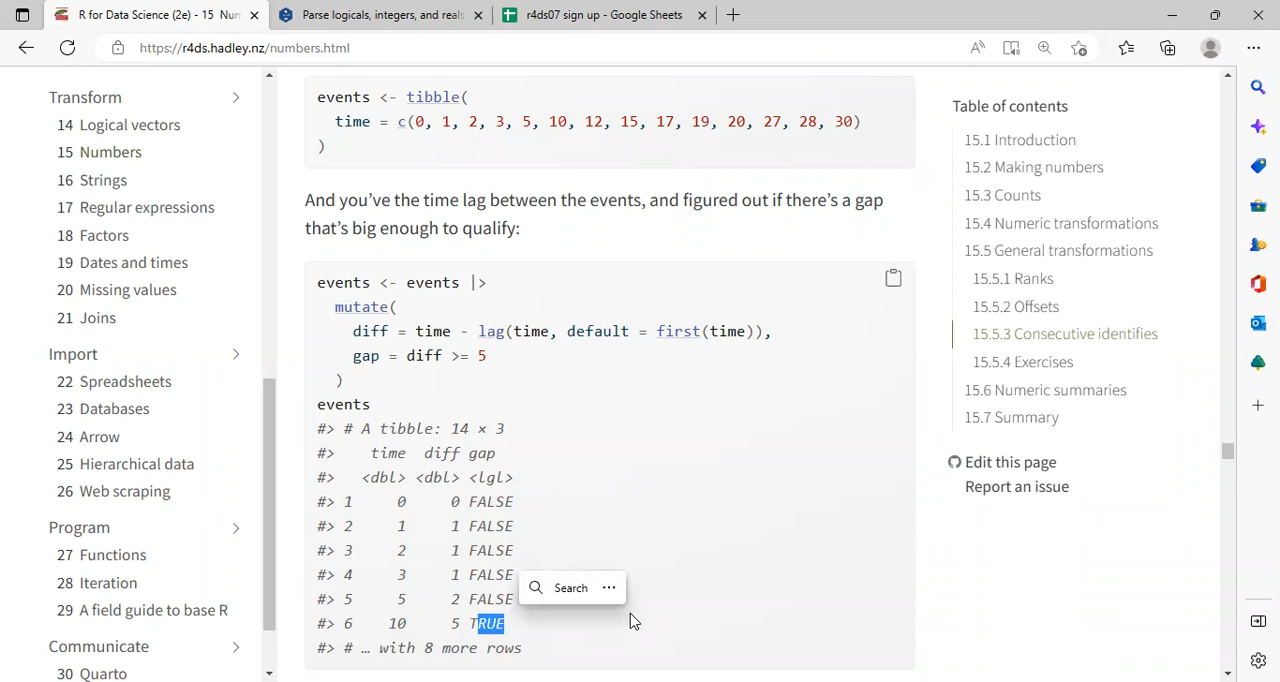 R for Data Science (2e) - 15 Num
Parse logicals, integers, and reals
r4ds07 sign up - Google Sheets
https://r4ds.hadley.nz/numbers.html
Transform
14 Logical vectors
15 Numbers
16 Strings
17 Regular expressions
18 Factors
19 Dates and times
20 Missing values
21 Joins
Import
22 Spreadsheets
23 Databases
24 Arrow
25 Hierarchical data
26 Web scraping
Program
27 Functions
28 Iteration
29 A field guide to base R
Communicate
30 Quarto
events <- tibble(
time = c(0, 1, 2, 3, 5, 10, 12, 15, 17, 19, 20, 27, 28, 30)
)
And you’ve the time lag between the events, and figured out if there’s a gap
that’s big enough to qualify:
events <- events |>
mutate(
diff = time - lag(time, default = first(time)),
gap = diff >= 5
)
events
#> # A tibble: 14 × 3
#> time diff gap
#> <dbl> <dbl> <lgl>
#> 1 0 0 FALSE
#> 2 1 1 FALSE
#> 3 2 1 FALSE
#> 4 3 1 FALSE
#> 5 5 2 FALSE
#> 6 10 5 TRUE
#> # … with 8 more rows
Search
Table of contents
15.1 Introduction
15.2 Making numbers
15.3 Counts
15.4 Numeric transformations
15.5 General transformations
15.5.1 Ranks
15.5.2 Offsets
15.5.3 Consecutive identifies
15.5.4 Exercises
15.6 Numeric summaries
15.7 Summary
Edit this page
Report an issue